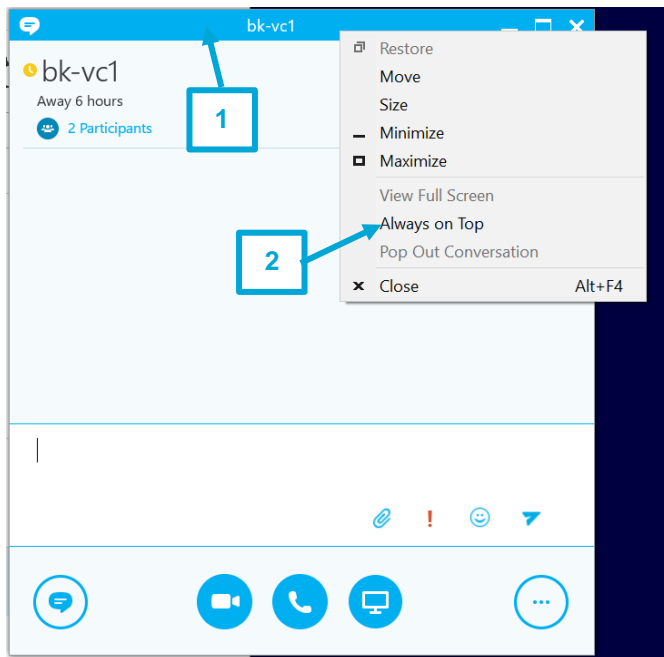 bk-vc1
bk-vc1
Away 6 hours
2 Participants
1
Restore
Move
Size
Minimize
Maximize
View Full Screen
Always on Top
Pop Out Conversation
Close Alt+F4
2